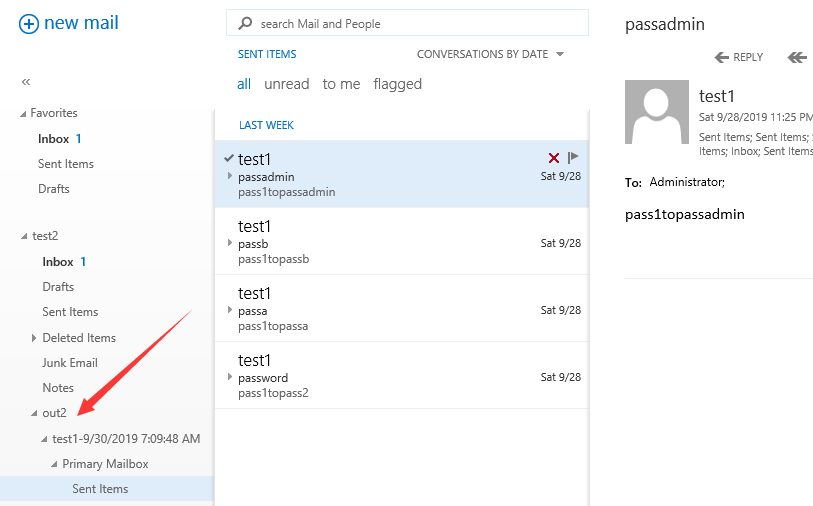 new mail
«
Favorites
Inbox 1
Sent Items
Drafts
test2
Inbox 1
Drafts
Sent Items
Deleted Items
Junk Email
Notes
out2
test1-9/30/2019 7:09:48 AM
Primary Mailbox
Sent Items
search Mail and People
SENT ITEMS CONVERSATIONS BY DATE
all unread to me flagged
LAST WEEK
test1
passadmin Sat 9/28
pass1topassadmin
test1
passb Sat 9/28
pass1topassb
test1
passa Sat 9/28
pass1topassa
test1
password Sat 9/28
pass1topass2
passadmin
REPLY
test1
Sat 9/28/2019 11:25 PM
Sent Items; Sent Items;
Items; Inbox; Sent Items
To: Administrator;
pass1topassadmin